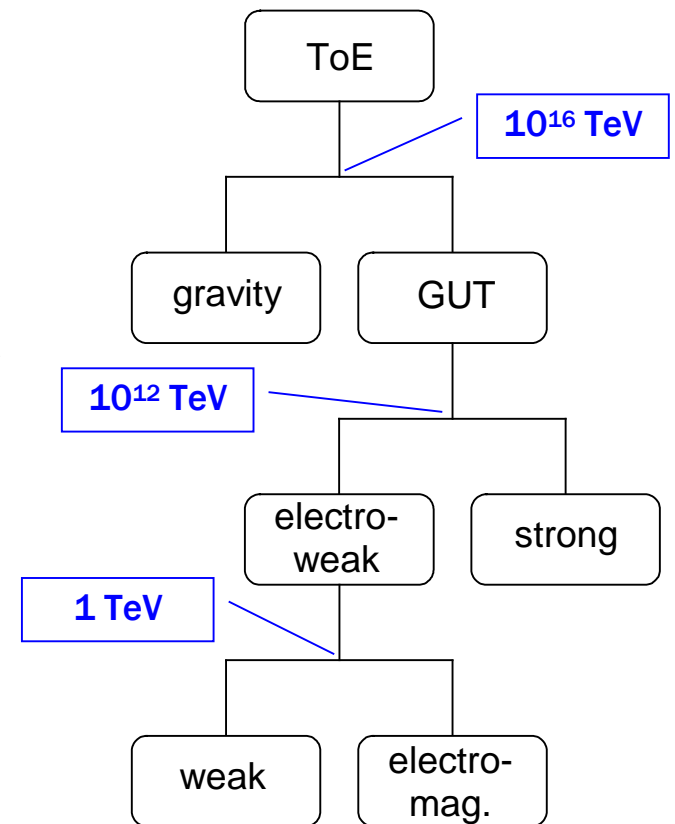 ToE
10¹⁶ TeV
gravity
GUT
10¹² TeV
electro-
weak
strong
1 TeV
weak
electro-
mag.